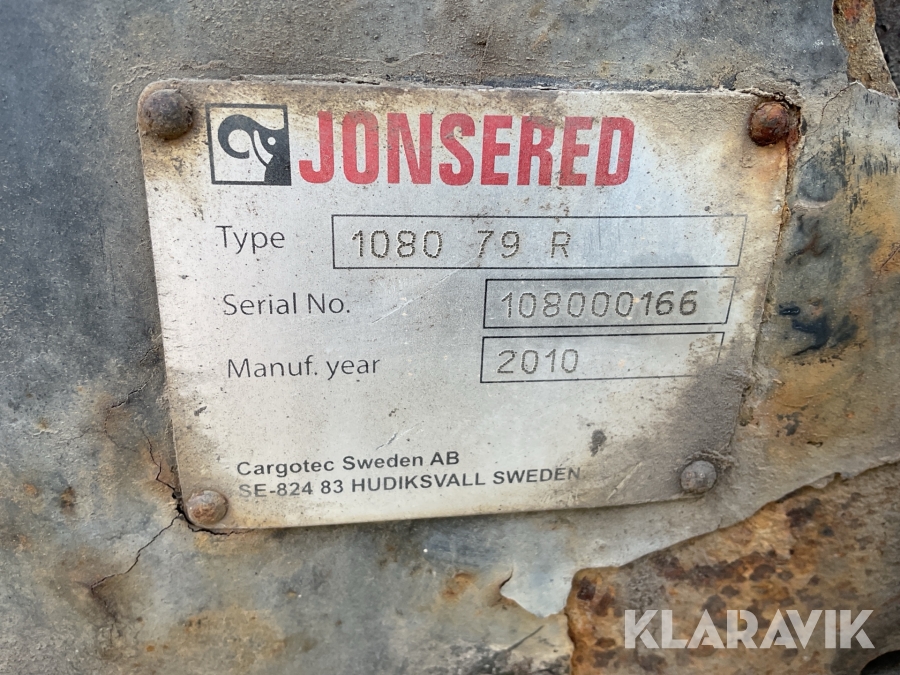 JONSERED
Type 1080 79 R
Serial No. 108000166
Manuf. year 2010
Cargotec Sweden AB
SE-824 83 HUDIKSVALL SWEDEN
KLARAVIK